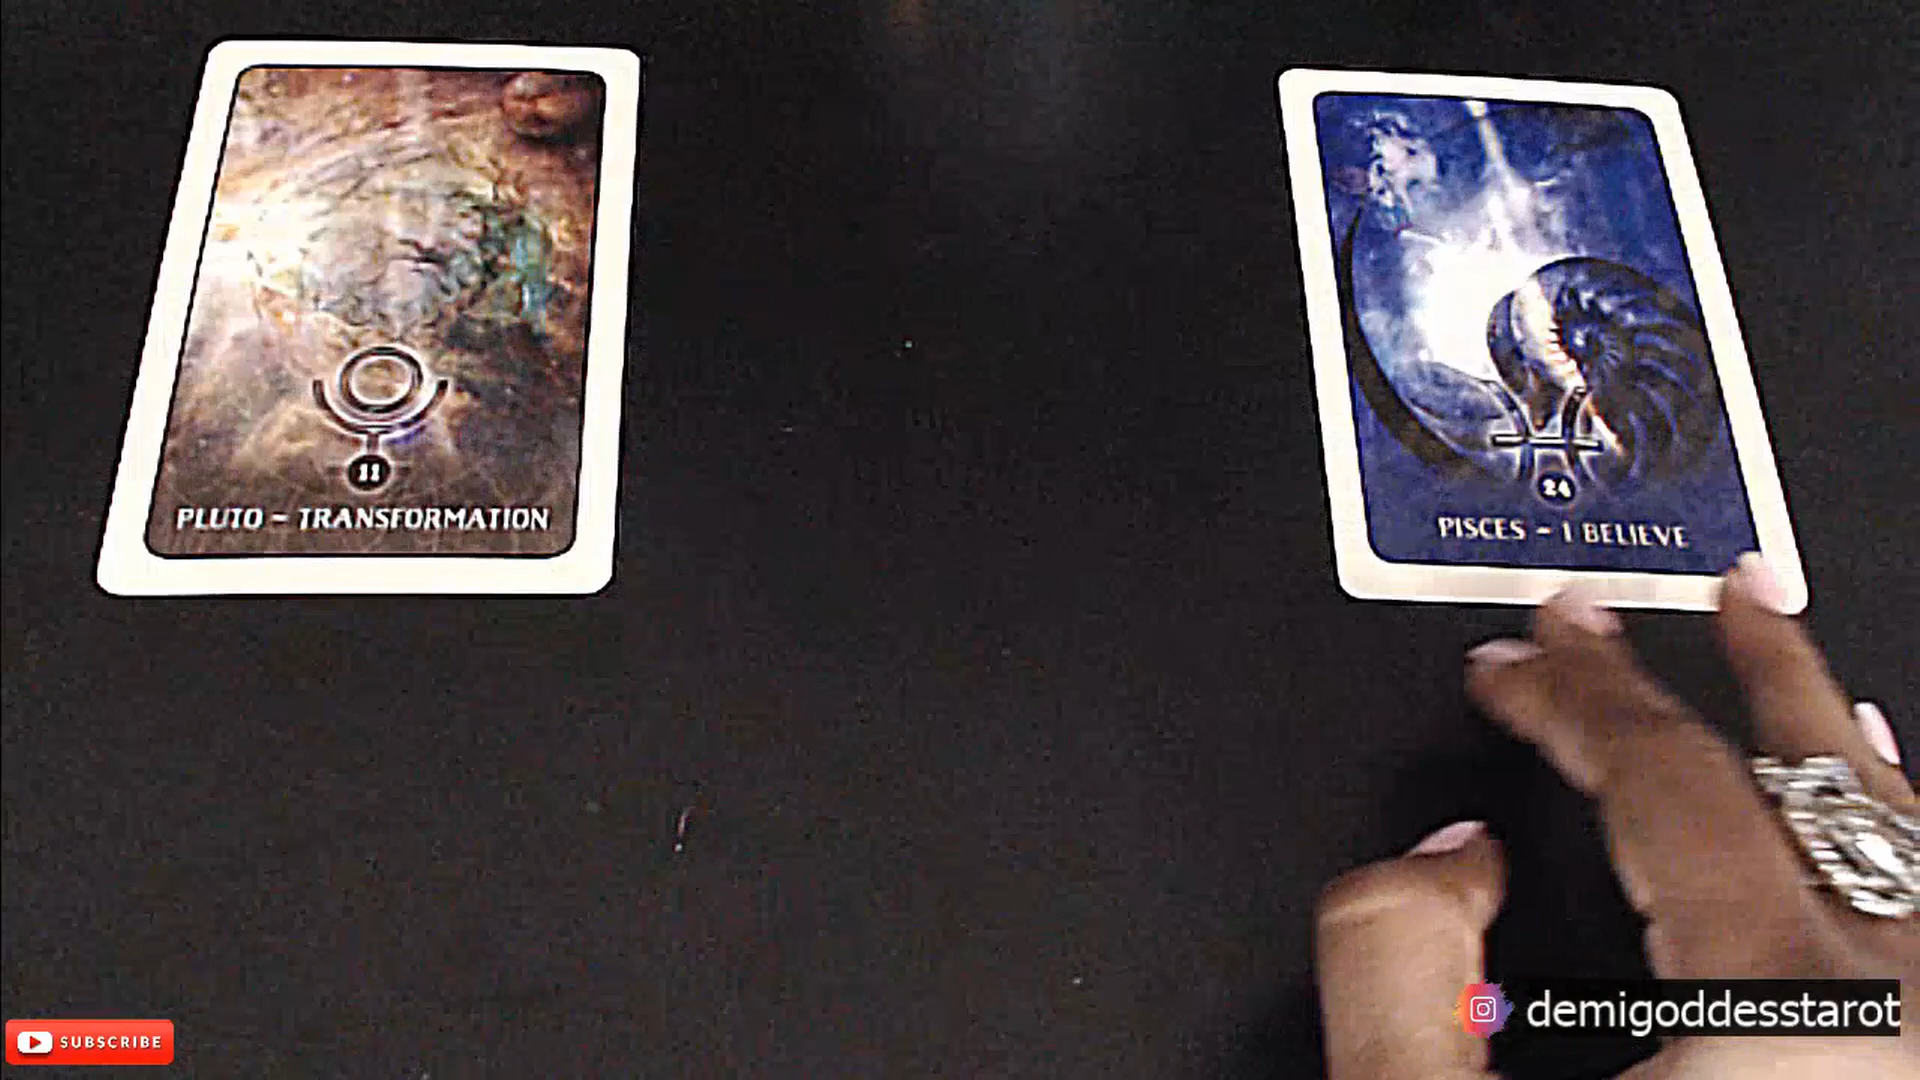 11
PLUTO – TRANSFORMATION
24
PISCES – I BELIEVE
SUBSCRIBE
demigoddesstarot